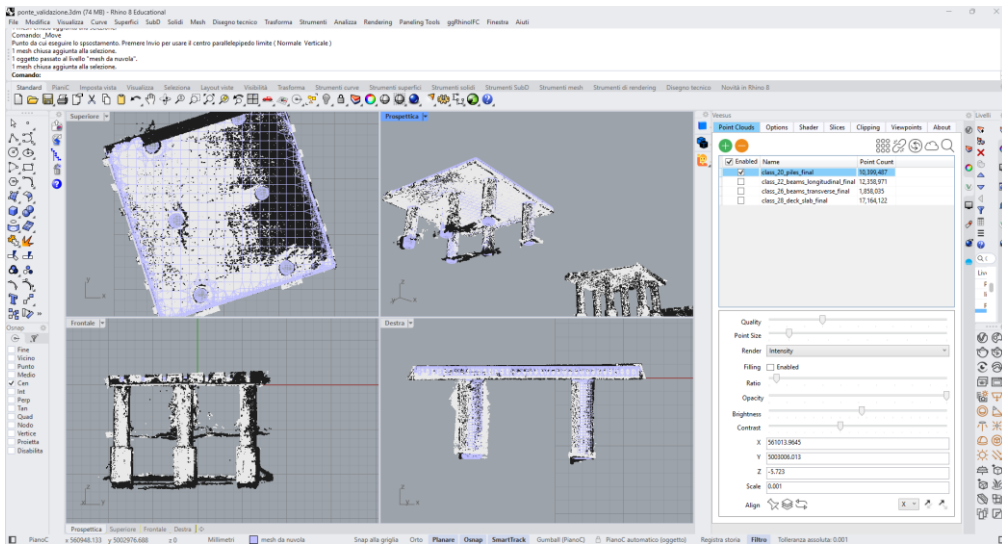 ponte_validazione.3dm (74 MB) - Rhino 8 Educational
File Modifica Visualizza Curve Superfici SubD Solidi Mesh Disegno tecnico Trasforma Strumenti Analizza Rendering Paneling Tools ggRhinoIFC Finestra Aiuti
Comando: _Move
Punto da cui eseguire lo spostamento. Premere Invio per usare il centro parallelepipedo limite ( Normale Verticale )
1 mesh chiusa aggiunta alla selezione.
1 oggetto passato al livello "mesh da nuvola".
1 mesh chiusa aggiunta alla selezione.
Comando:
Standard PianiC Imposta vista Visualizza Seleziona Layout viste Visibilità Trasforma Strumenti curve Strumenti superfici Strumenti solidi Strumenti SubD Strumenti mesh Strumenti di rendering Disegno tecnico Novità in Rhino 8
Superiore
Prospettica
Frontale
Destra
Osnap
Fine
Vicino
Punto
Medio
Cen
Int
Perp
Tan
Quad
Nodo
Vertice
Proietta
Disabilita
Veesus
Point Clouds Options Shader Slices Clipping Viewpoints About
Enabled Name Point Count
class_20_piles_final 10,399,467
class_22_beams_longitudinal_final 12,358,971
class_26_beams_transverse_final 1,858,035
class_28_deck_slab_final 17,164,122
Quality
Point Size
Render Intensity
Filling Enabled
Ratio
Opacity
Brightness
Contrast
X 561013.9645
Y 5003006.013
Z -5.723
Scale 0.001
Align X
Livelli
Prospettica Superiore Frontale Destra
PianoC x 560948.133 y 5002976.688 z 0 Millimetri mesh da nuvola Snap alla griglia Orto Planare Osnap SmartTrack Gumball (PianoC) PianoC automatico (oggetto) Registra storia Filtro Tolleranza assoluta: 0.001